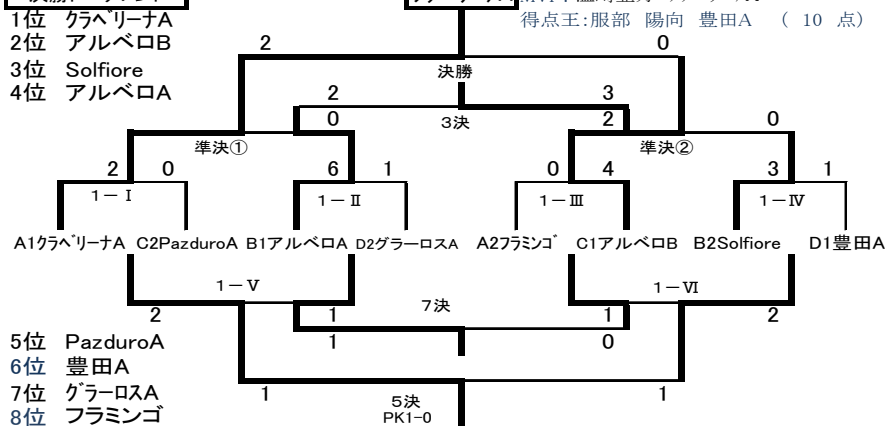 1位 クラベリーナA
2位 アルベロB
3位 Solfiore
4位 アルベロA
得点王:服部 陽向 豊田A ( 10 点)
2 0
決勝
2 3
0 3決 2 0
準決① 準決②
2 0 6 1 0 4 3 1
1-Ⅰ 1-Ⅱ 1-Ⅲ 1-Ⅳ
A1クラベリーナA C2PazduroA B1アルベロA D2グラーロスA A2フラミンゴ C1アルベロB B2Solfiore D1豊田A
1-Ⅴ 1-Ⅵ
2 1 7決 1 2
1 0
5位 PazduroA
6位 豊田A
7位 グラーロスA
8位 フラミンゴ
1 5決 1
PK1-0